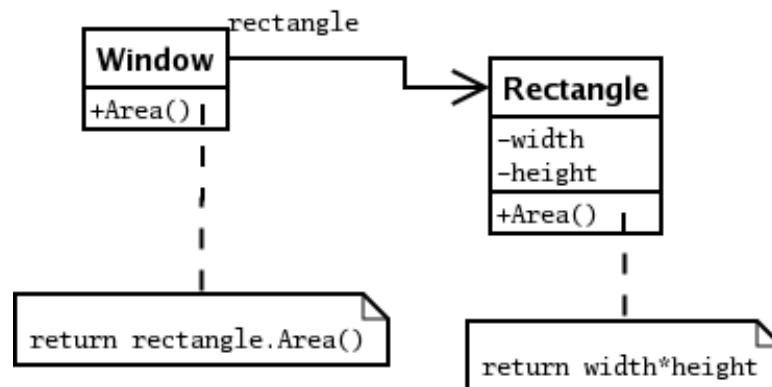 rectangle
Window
+Area()
Rectangle
-width
-height
+Area()
return rectangle.Area()
return width*height